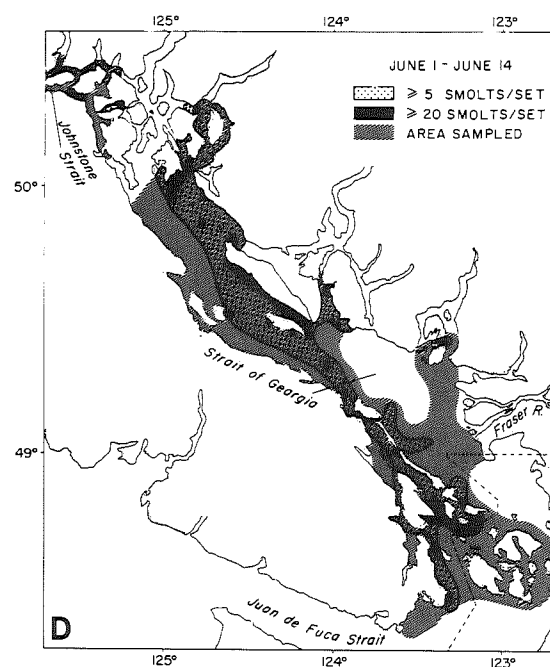 125°
124°
123°
JUNE 1 - JUNE 14
≥ 5 SMOLTS/SET
≥ 20 SMOLTS/SET
AREA SAMPLED
Johnstone
Strait
50°
Strait of Georgia
Fraser R.
49°
Juan de Fuca Strait
D
125°
124°
123°